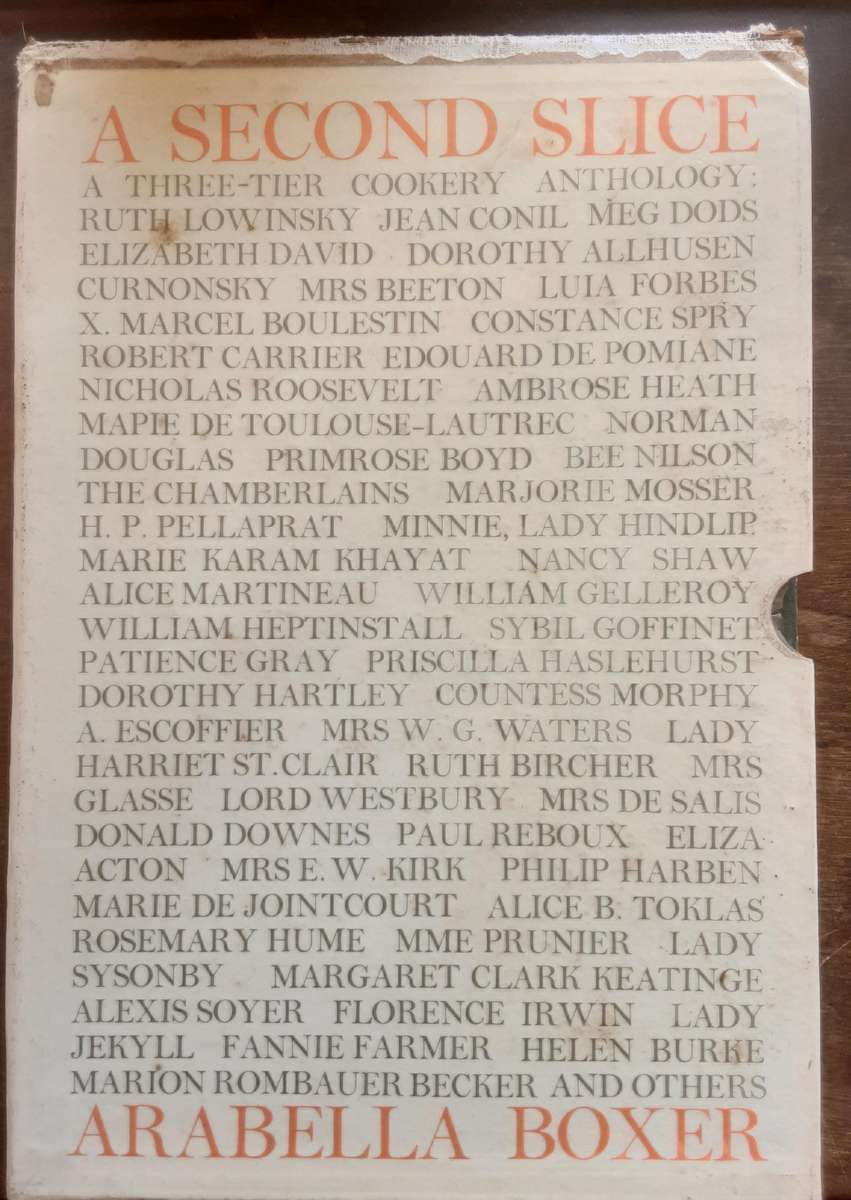 A SECOND SLICE
A THREE-TIER COOKERY ANTHOLOGY:
RUTH LOWINSKY JEAN CONIL MEG DODS
ELIZABETH DAVID DOROTHY ALLHUSEN
CURNONSKY MRS BEETON LUIA FORBES
X. MARCEL BOULESTIN CONSTANCE SPRY
ROBERT CARRIER EDOUARD DE POMIANE
NICHOLAS ROOSEVELT AMBROSE HEATH
MAPIE DE TOULOUSE-LAUTREC NORMAN
DOUGLAS PRIMROSE BOYD BEE NILSON
THE CHAMBERLAINS MARJORIE MOSSER
H. P. PELLAPRAT MINNIE, LADY HINDLIP
MARIE KARAM KHAYAT NANCY SHAW
ALICE MARTINEAU WILLIAM GELLEROY
WILLIAM HEPTINSTALL SYBIL GOFFINET
PATIENCE GRAY PRISCILLA HASLEHURST
DOROTHY HARTLEY COUNTESS MORPHY
A. ESCOFFIER MRS W. G. WATERS LADY
HARRIET ST. CLAIR RUTH BIRCHER MRS
GLASSE LORD WESTBURY MRS DE SALIS
DONALD DOWNES PAUL REBOUX ELIZA
ACTON MRS E. W. KIRK PHILIP HARBEN
MARIE DE JOINTCOURT ALICE B. TOKLAS
ROSEMARY HUME MME PRUNIER LADY
SYSONBY MARGARET CLARK KEATINGE
ALEXIS SOYER FLORENCE IRWIN LADY
JEKYLL FANNIE FARMER HELEN BURKE
MARION ROMBAUER BECKER AND OTHERS
ARABELLA BOXER